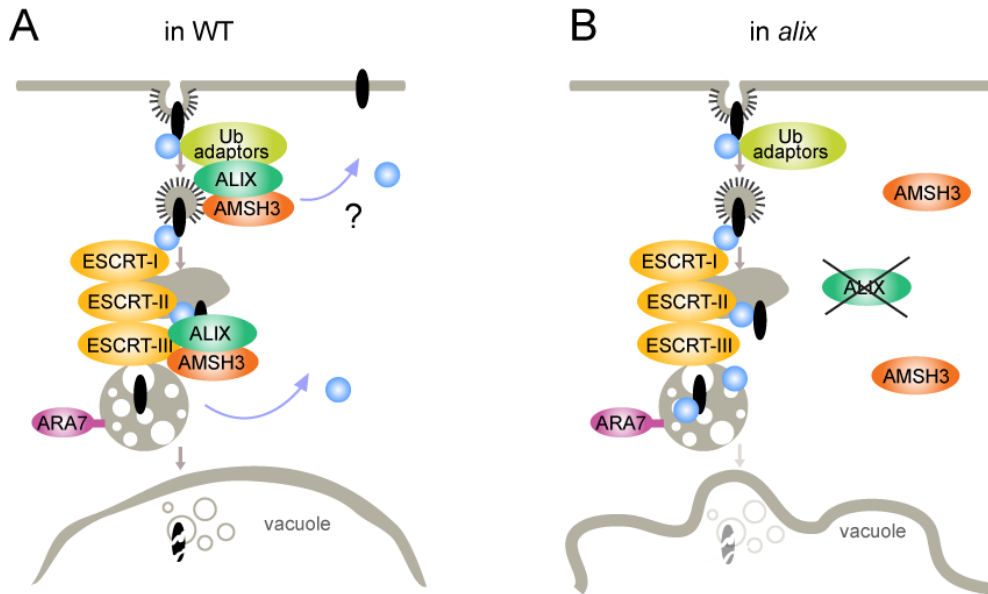 A
in WT
Ub
adaptors
ALIX
AMSH3
?
ESCRT-I
ESCRT-II
ESCRT-III
ALIX
AMSH3
ARA7
vacuole
B
in alix
Ub
adaptors
AMSH3
ESCRT-I
ESCRT-II
ALIX
ESCRT-III
AMSH3
ARA7
vacuole